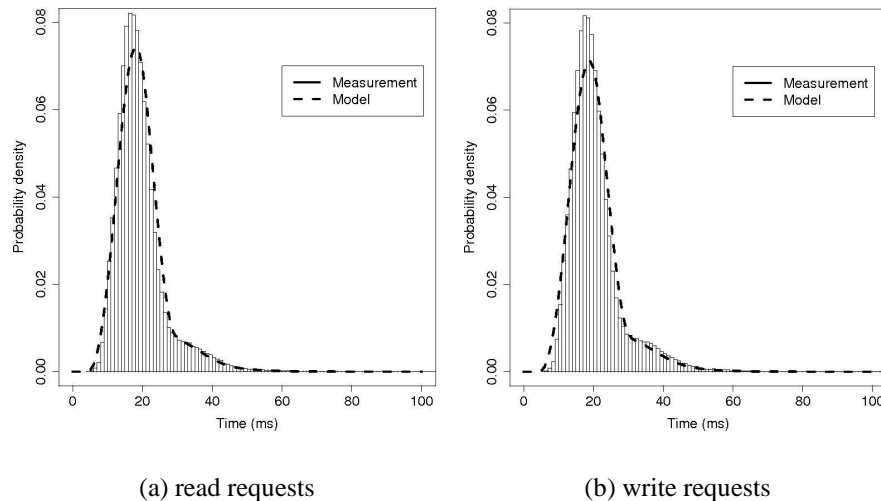 Probability density
0.00 0.02 0.04 0.06 0.08
Measurement
Model
0 20 40 60 80 100
Time (ms)
(a) read requests
Probability density
0.00 0.02 0.04 0.06 0.08
Measurement
Model
0 20 40 60 80 100
Time (ms)
(b) write requests